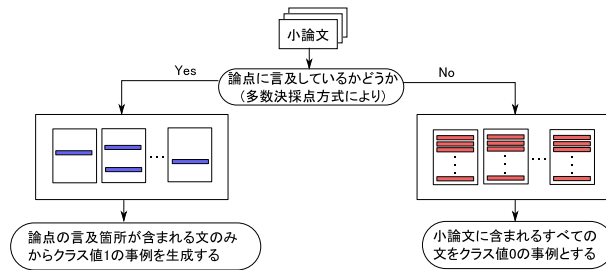 小論文
論点に言及しているかどうか
(多数決採点方式により)
Yes
No
…
…
論点の言及箇所が含まれる文のみ
からクラス値1の事例を生成する
小論文に含まれるすべての
文をクラス値0の事例とする